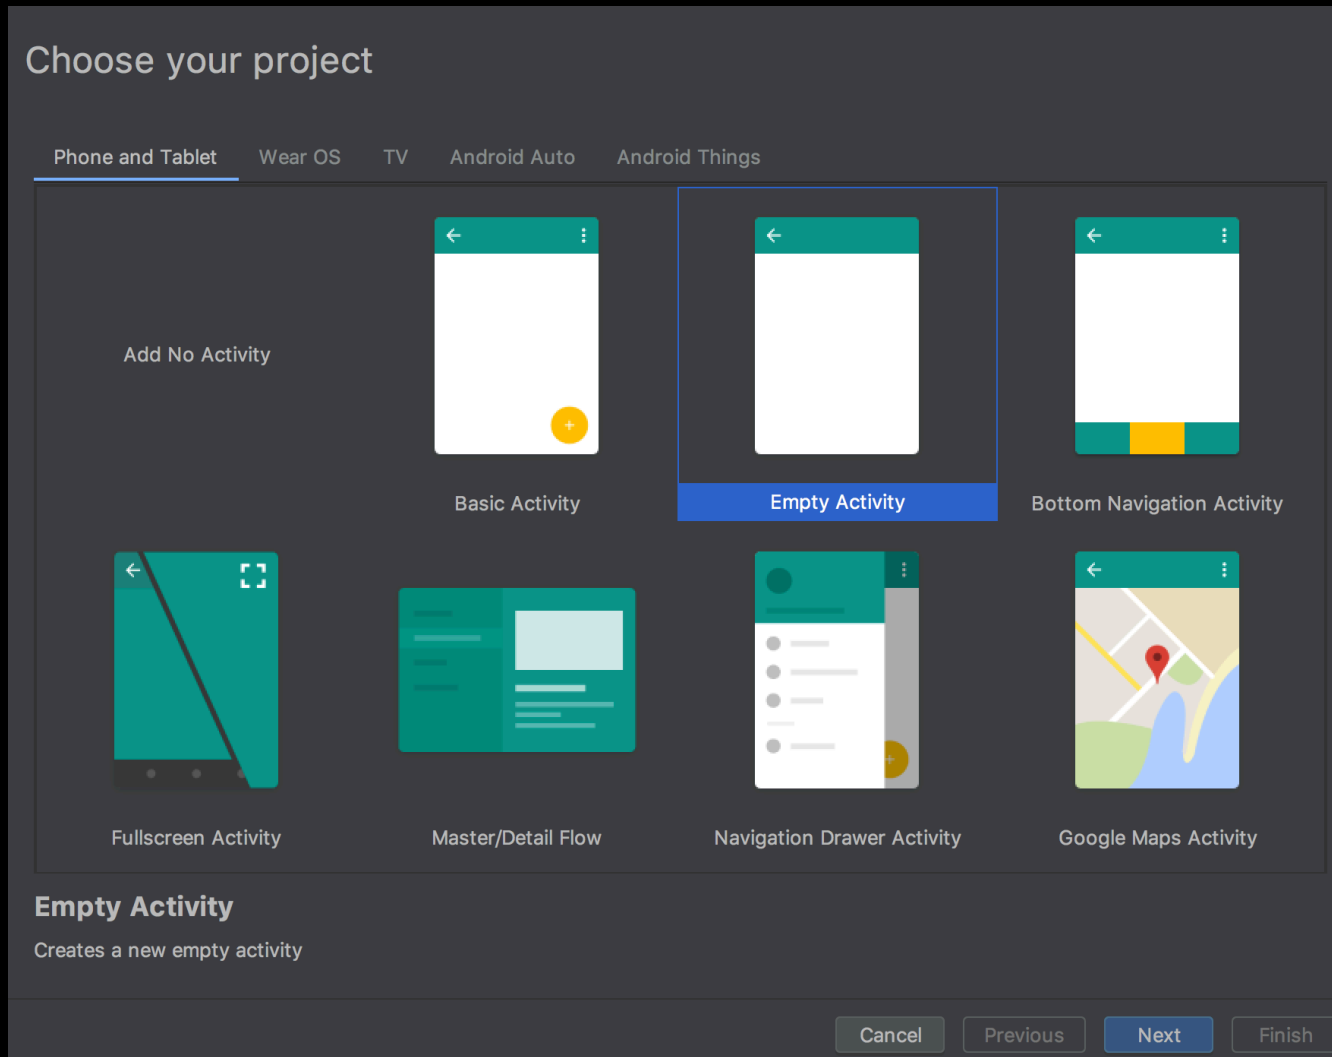 Choose your project
Phone and Tablet Wear OS TV Android Auto Android Things
Add No Activity
Basic Activity
Empty Activity
Bottom Navigation Activity
Fullscreen Activity
Master/Detail Flow
Navigation Drawer Activity
Google Maps Activity
Empty Activity
Creates a new empty activity
Cancel Previous Next Finish